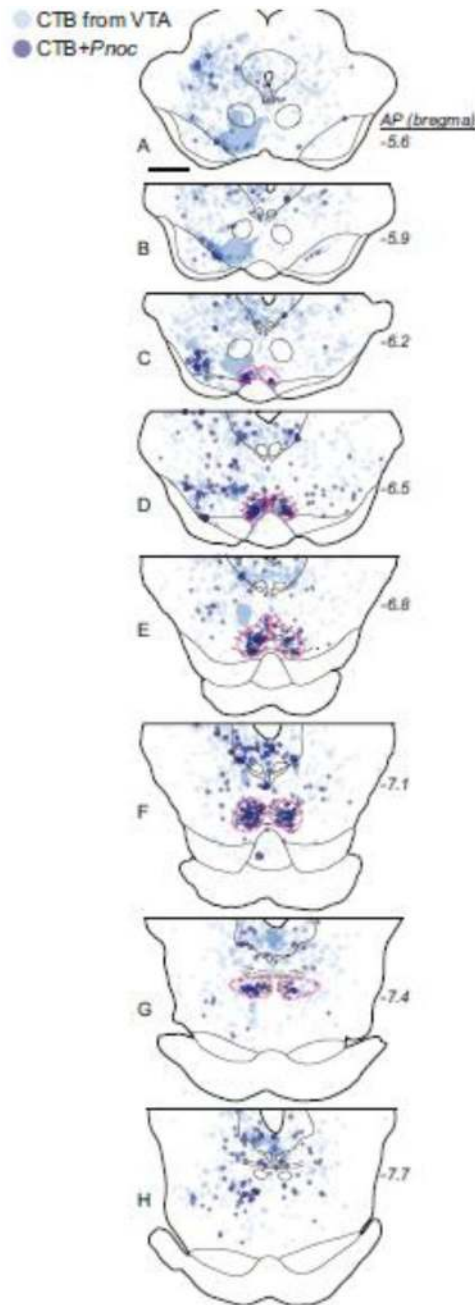 CTB from VTA
CTB+Pnoc
AP (bregma)
A
-5.6
B
-5.9
C
-6.2
D
-6.5
E
-6.8
F
-7.1
G
-7.4
H
-7.7